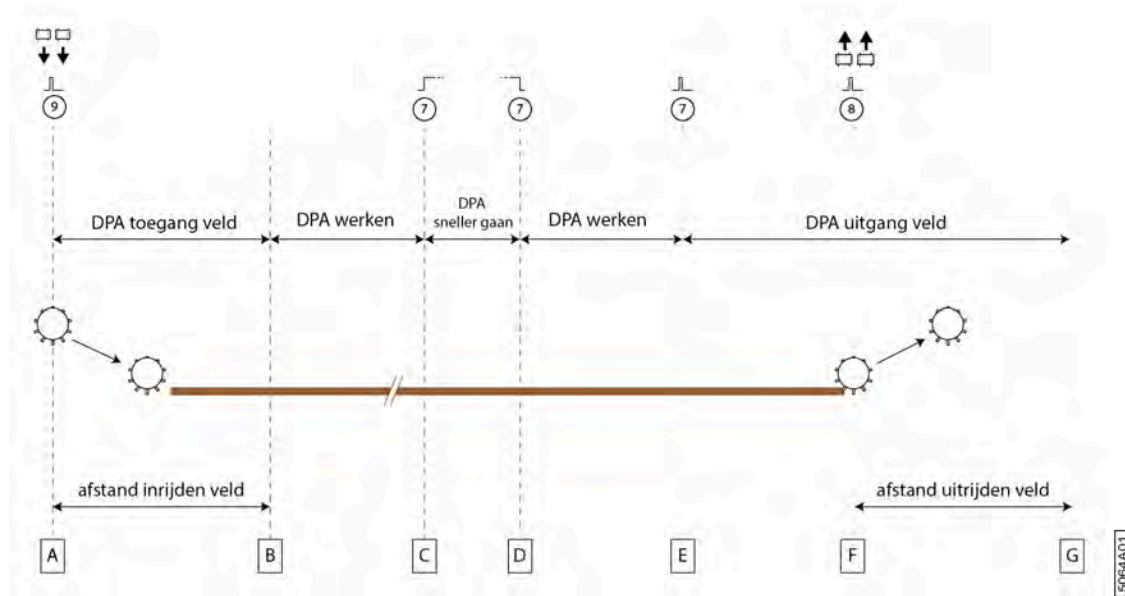 9
7
7
7
8
DPA toegang veld
DPA werken
DPA
sneller gaan
DPA werken
DPA uitgang veld
afstand inrijden veld
afstand uitrijden veld
A
B
C
D
E
F
G
5064A01